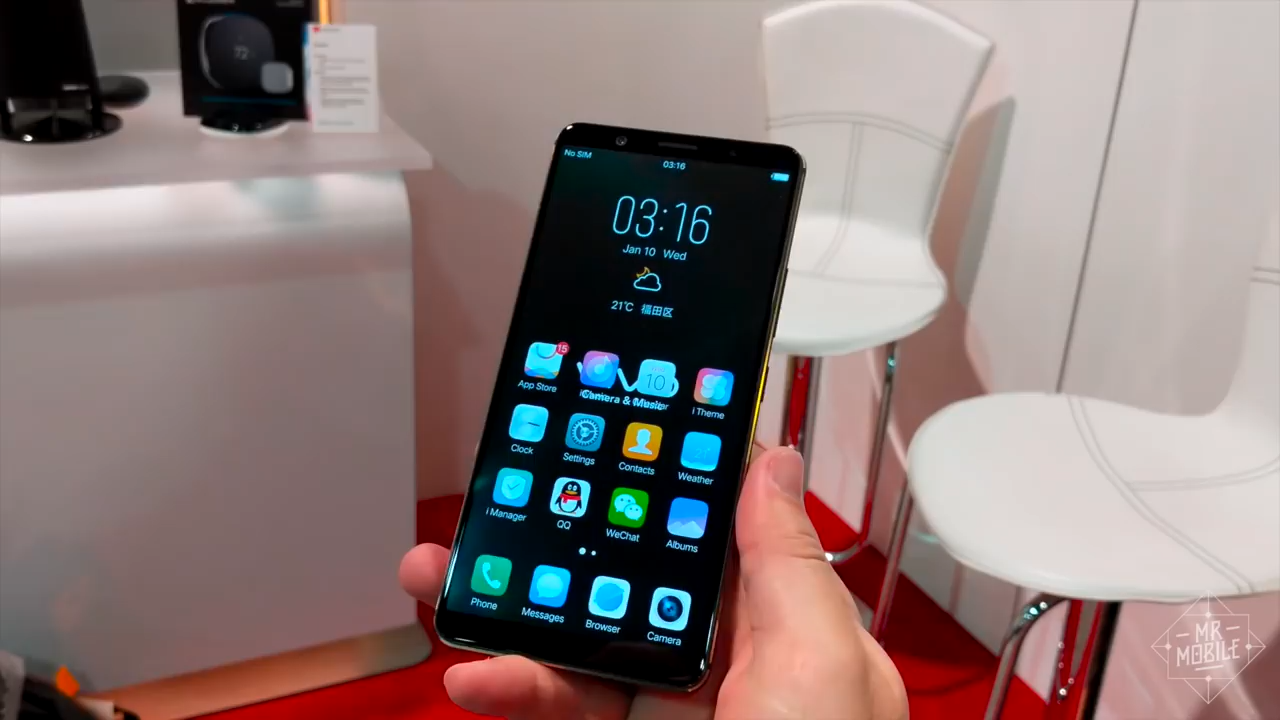 72
No SIM
03:16
03:16
Jan 10 Wed
21℃ 福田区
15
App Store
Camera & Music
10
i Theme
Clock
Settings
Contacts
Weather
i Manager
QQ
WeChat
Albums
Phone
Messages
Browser
Camera
MR
MOBILE